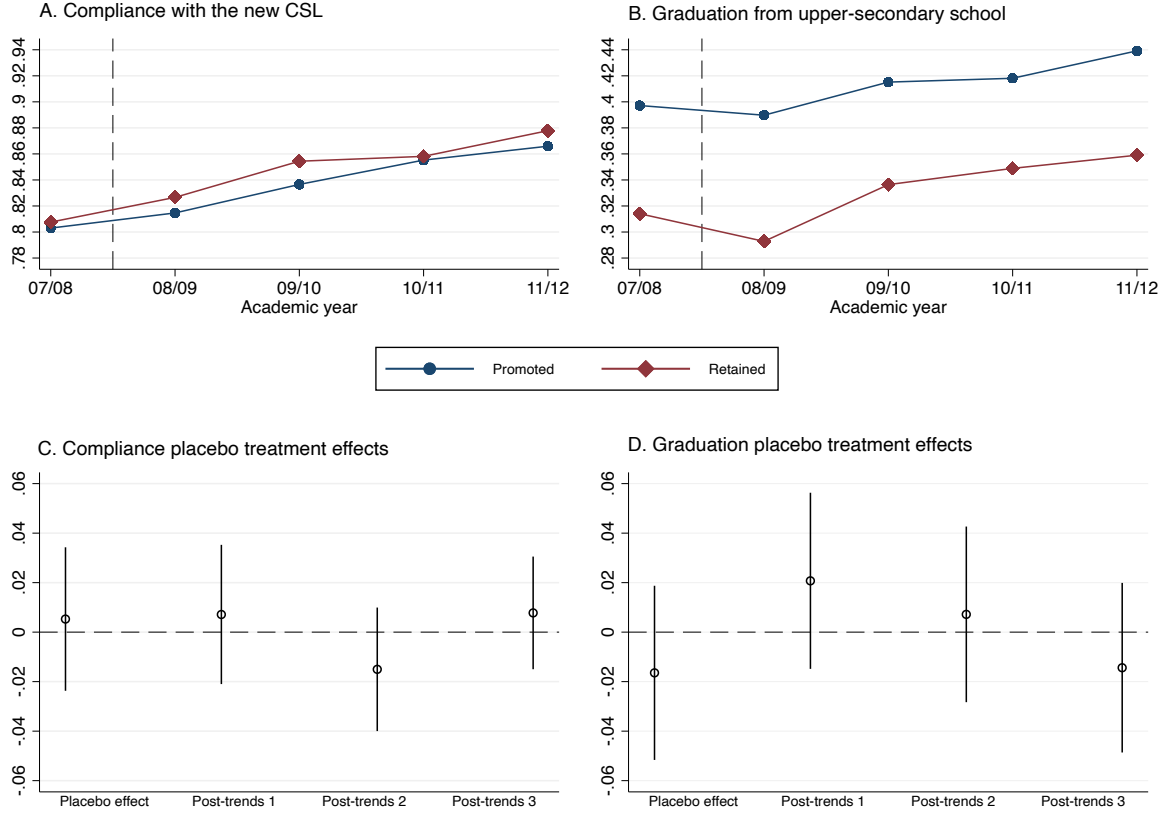 A. Compliance with the new CSL
.78 .8 .82 .84 .86 .88 .9 .92 .94
07/08 08/09 09/10 10/11 11/12
Academic year
B. Graduation from upper-secondary school
.28 .3 .32 .34 .36 .38 .4 .42 .44
07/08 08/09 09/10 10/11 11/12
Academic year
Promoted Retained
C. Compliance placebo treatment effects
-.06 -.04 -.02 0 .02 .04 .06
Placebo effect Post-trends 1 Post-trends 2 Post-trends 3
D. Graduation placebo treatment effects
-.06 -.04 -.02 0 .02 .04 .06
Placebo effect Post-trends 1 Post-trends 2 Post-trends 3